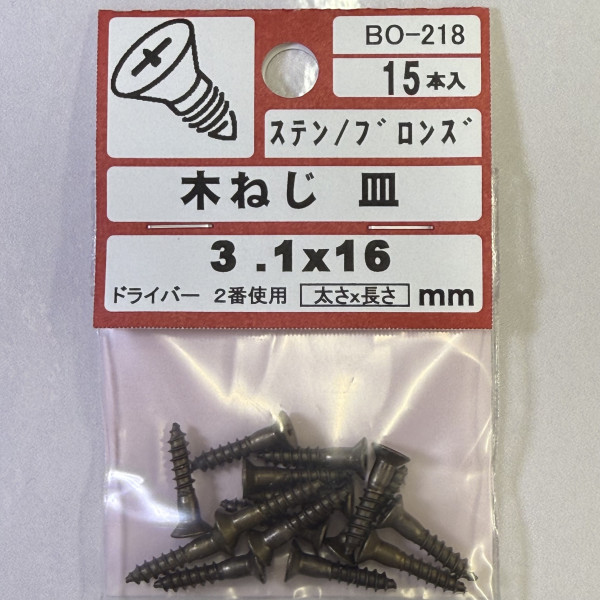 BO-218
15本入
ステン/ブロンズ
木ねじ 皿
3.1x16
ドライバー 2番使用 太さx長さ mm